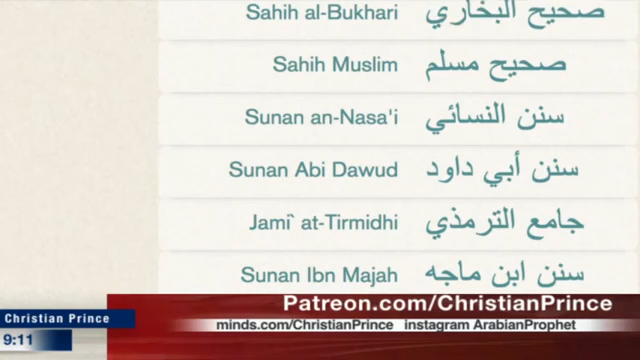 Sahih al-Bukhari صحيح البخاري
Sahih Muslim صحيح مسلم
Sunan an-Nasa'i سنن النسائي
Sunan Abi Dawud سنن أبي داود
Jami` at-Tirmidhi جامع الترمذي
Sunan Ibn Majah سنن ابن ماجه
Patreon.com/ChristianPrince
Christian Prince
minds.com/ChristianPrince instagram ArabianProphet
9:11